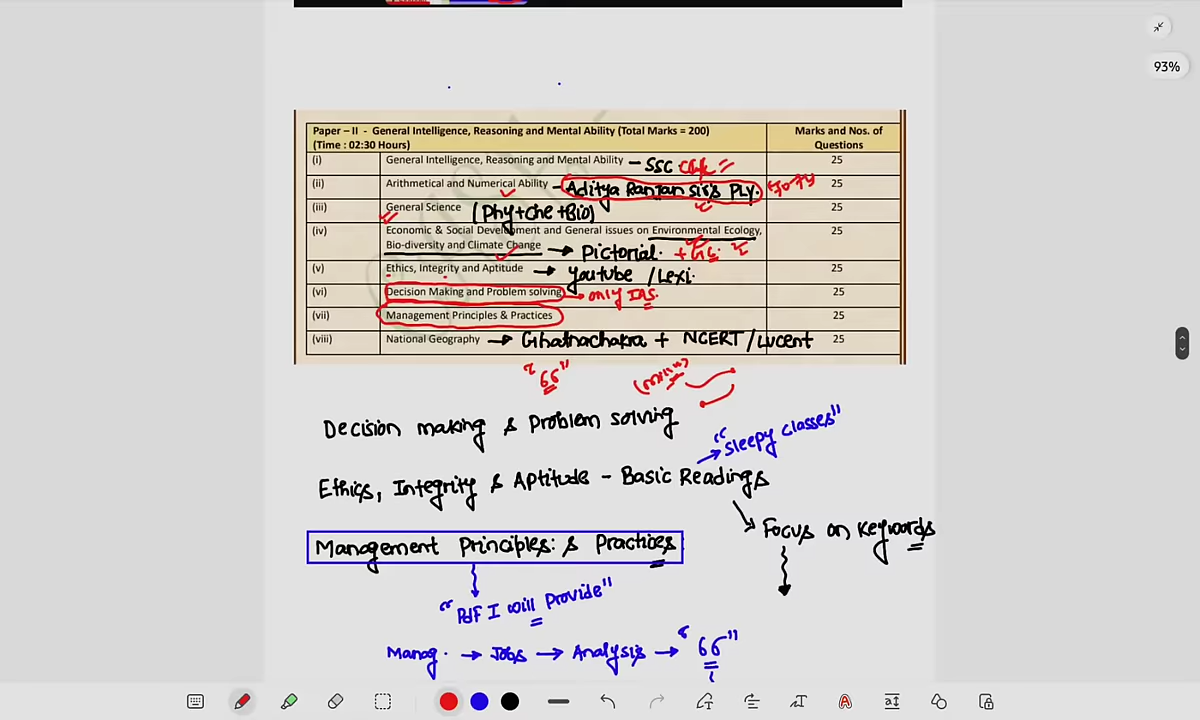 93%
Paper – II - General Intelligence, Reasoning and Mental Ability (Total Marks = 200)
(Time : 02:30 Hours)
Marks and Nos. of
Questions
(i) General Intelligence, Reasoning and Mental Ability – SSC 25
(ii) Arithmetical and Numerical Ability – Aditya Ranjan Sir's Ply. 25
(iii) General Science (Phy+Che+Bio) 25
(iv) Economic & Social Development and General issues on Environmental Ecology, 25
Bio-diversity and Climate Change → Pictorial. +GC.
(v) Ethics, Integrity and Aptitude → Youtube /Lexi. 25
(vi) Decision Making and Problem solving → only IAS. 25
(vii) Management Principles & Practices 25
(viii) National Geography → Ghatnachakra + NCERT /Lucent 25
"66"
Decision making & Problem solving
"Sleepy classes"
Ethics, Integrity & Aptitude – Basic Readings
Focus on Keywords
Management Principles: & Practices
"Pdf I will Provide"
Manag. → Jobs → Analysis → "66"